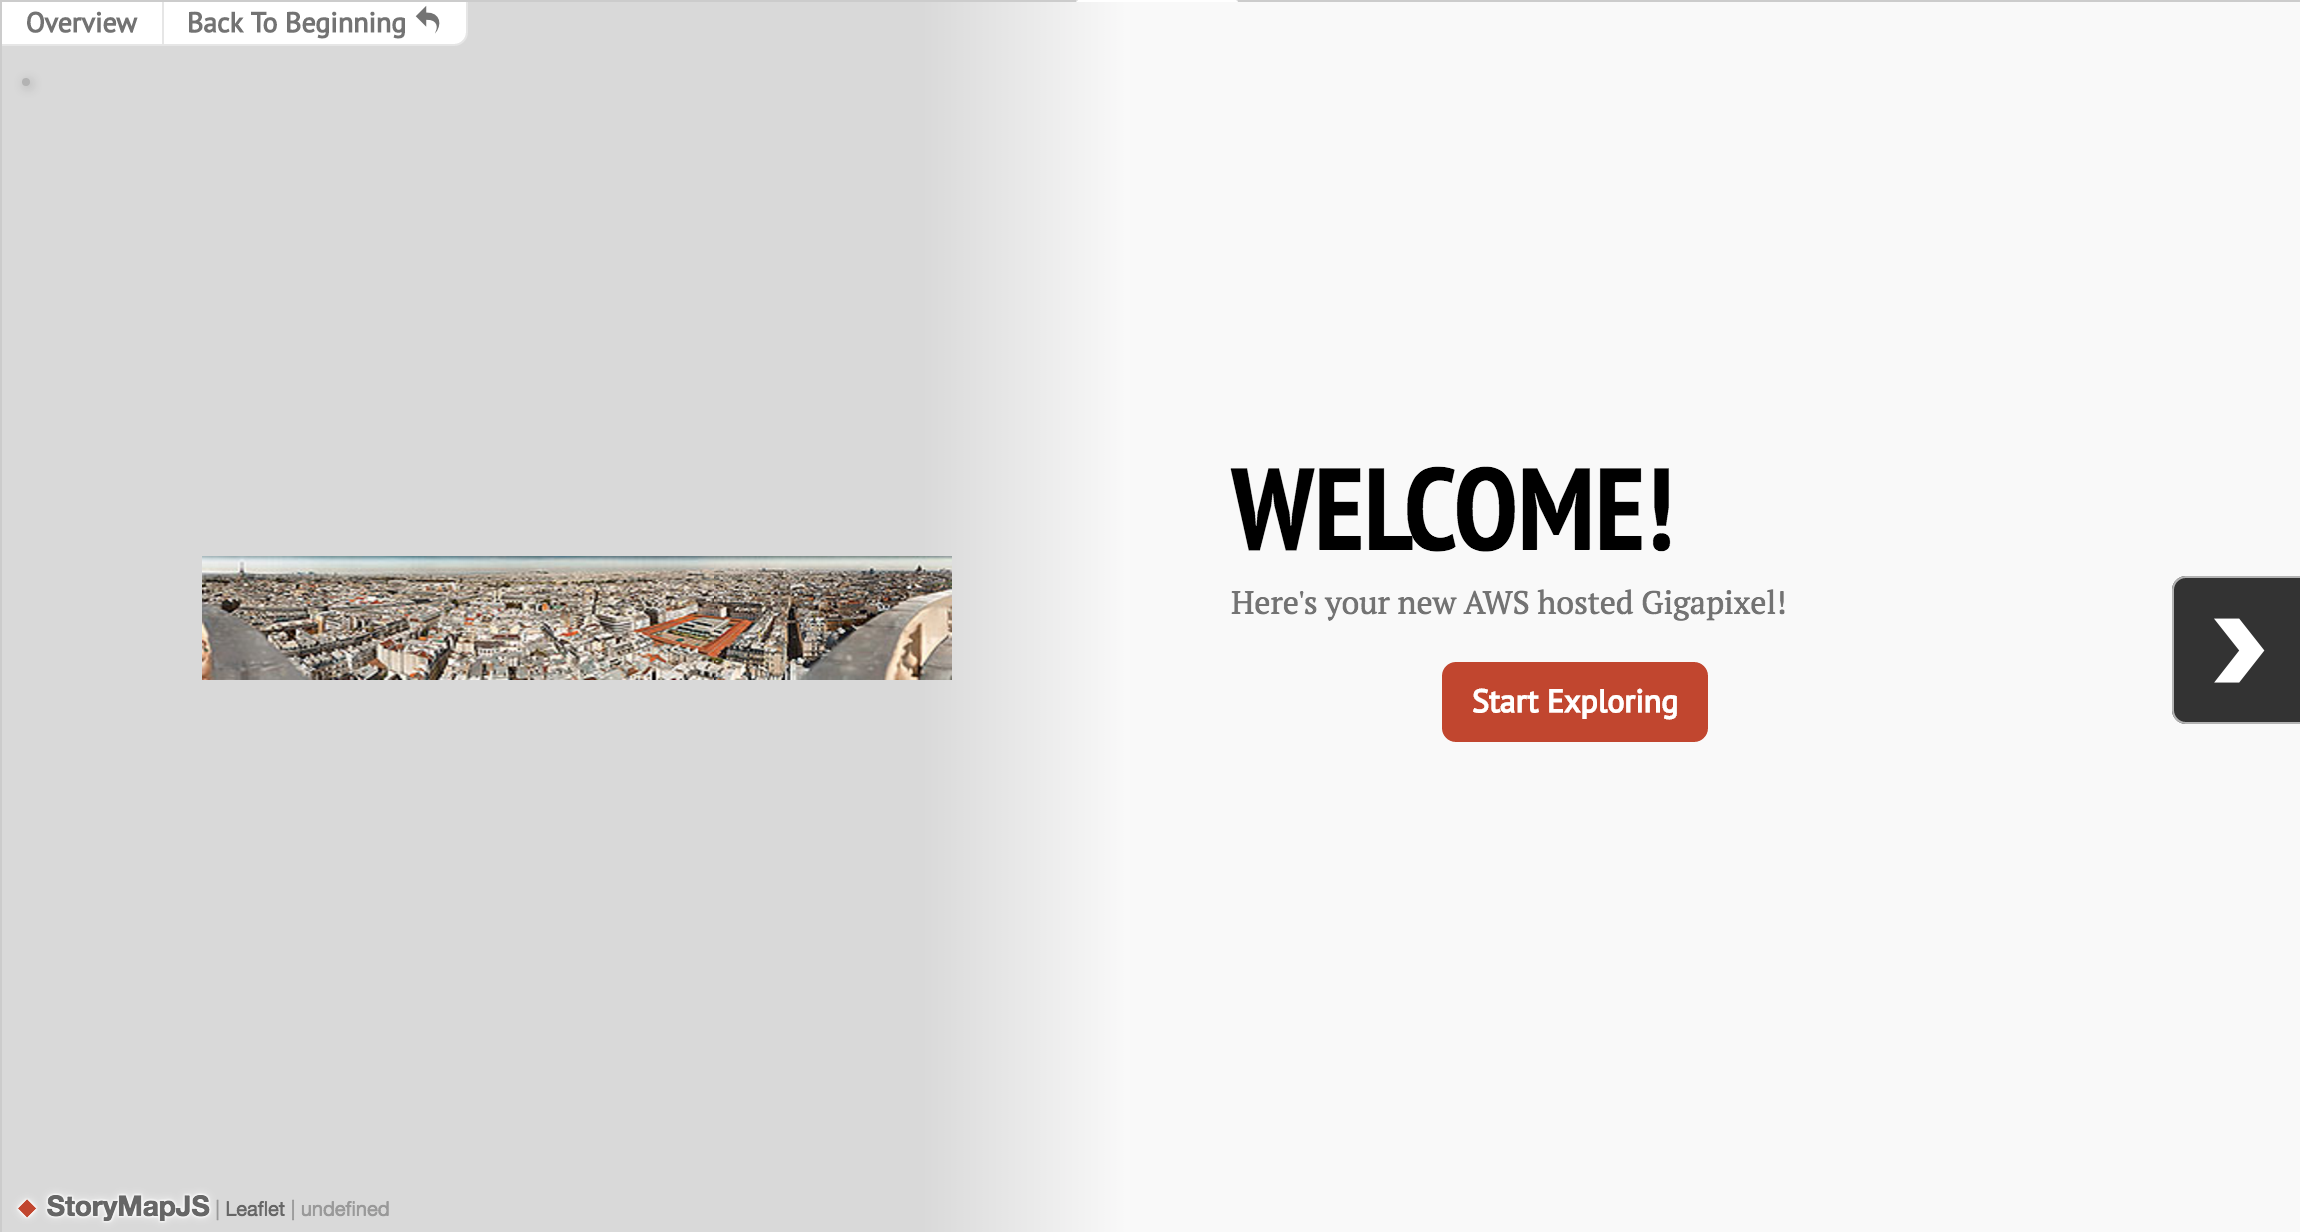 Overview
Back To Beginning
WELCOME!
Here's your new AWS hosted Gigapixel!
Start Exploring
StoryMapJS | Leaflet | undefined